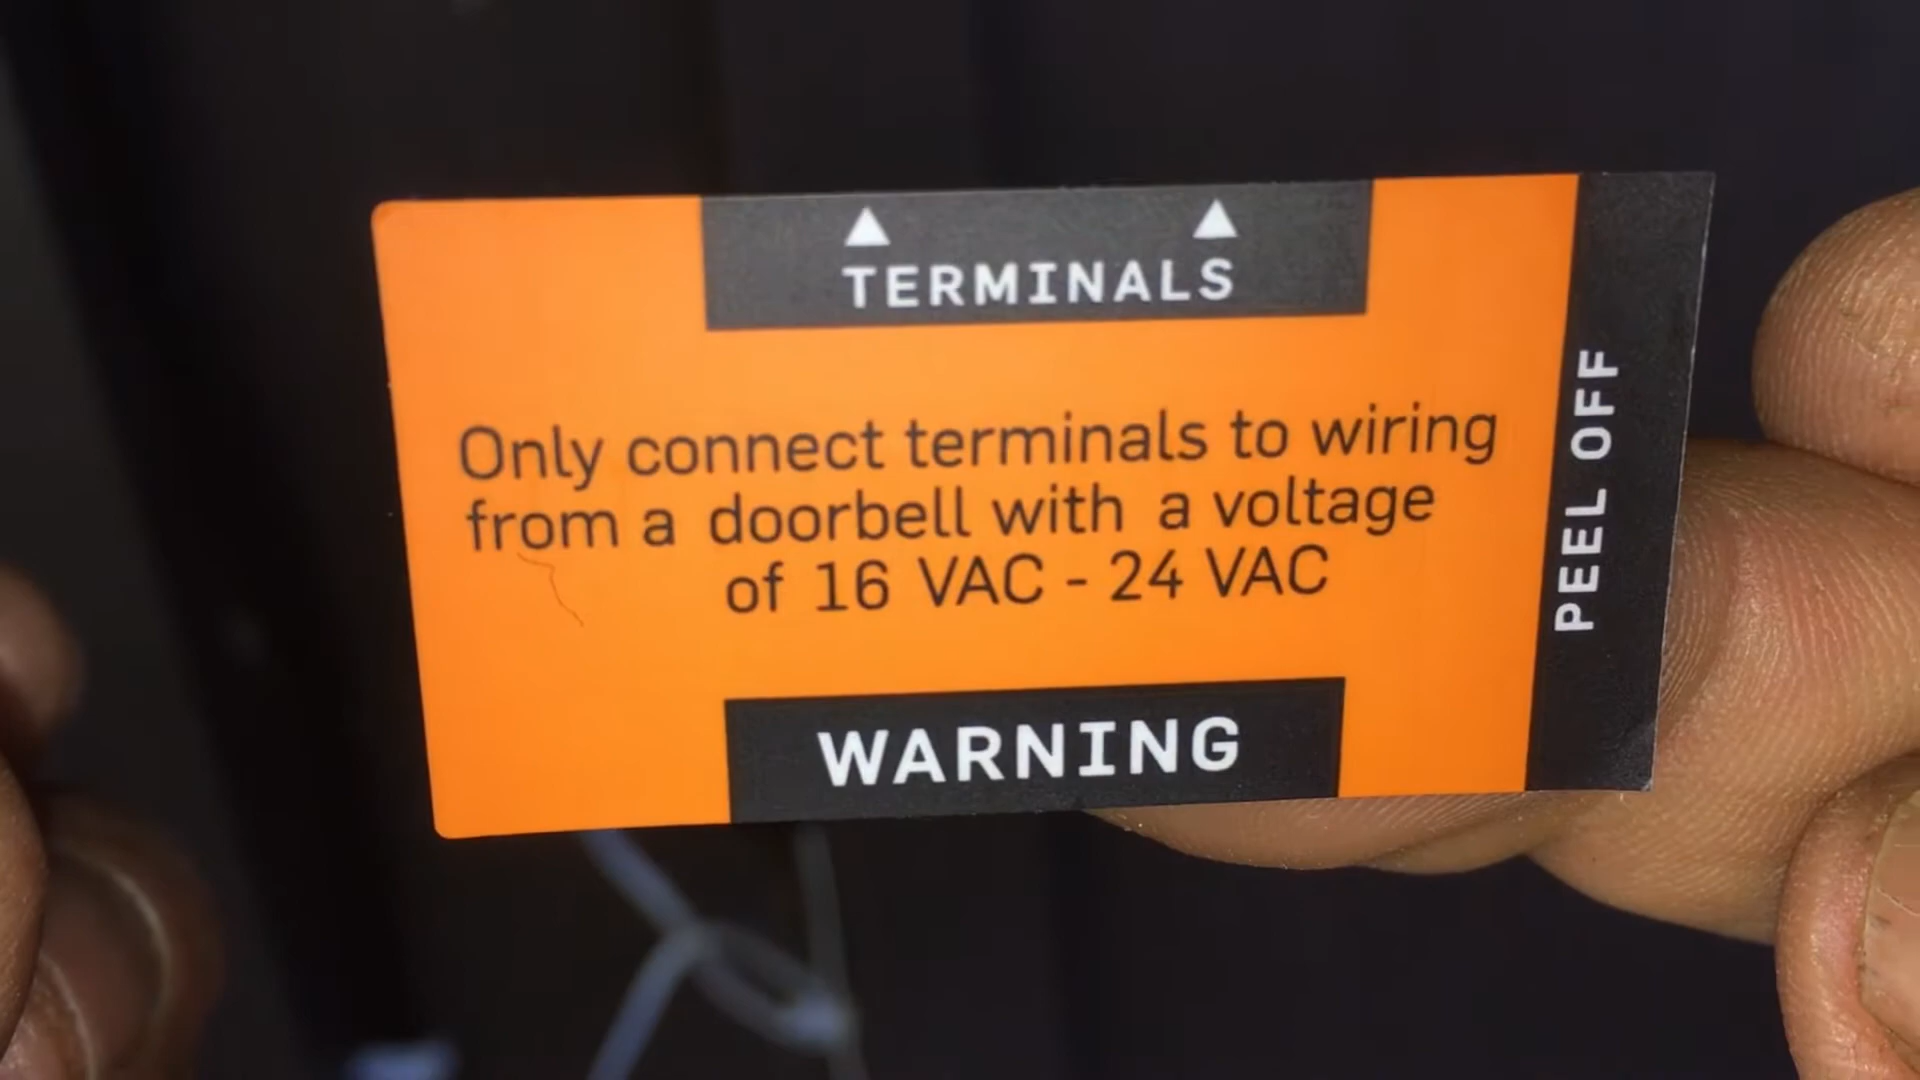 TERMINALS
Only connect terminals to wiring
from a doorbell with a voltage
of 16 VAC - 24 VAC
WARNING
PEEL OFF